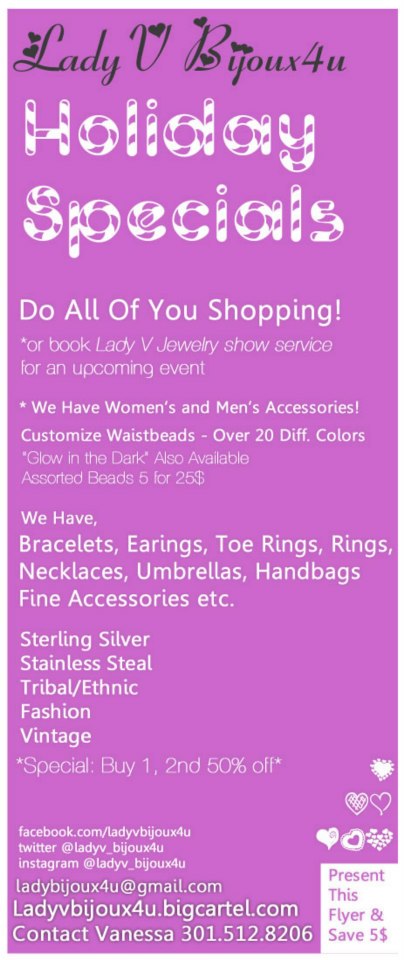 Lady V Bijoux4u
Holiday
Specials
Do All Of You Shopping!
*or book Lady V Jewelry show service
for an upcoming event
* We Have Women's and Men's Accessories!
Customize Waistbeads - Over 20 Diff. Colors
"Glow in the Dark" Also Available
Assorted Beads 5 for 25$
We Have,
Bracelets, Earings, Toe Rings, Rings,
Necklaces, Umbrellas, Handbags
Fine Accessories etc.
Sterling Silver
Stainless Steal
Tribal/Ethnic
Fashion
Vintage
*Special: Buy 1, 2nd 50% off*
facebook.com/ladyvbijoux4u
twitter @ladyv_bijoux4u
instagram @ladyv_bijoux4u
ladybijoux4u@gmail.com
Ladyvbijoux4u.bigcartel.com
Contact Vanessa 301.512.8206
Present
This
Flyer &
Save 5$